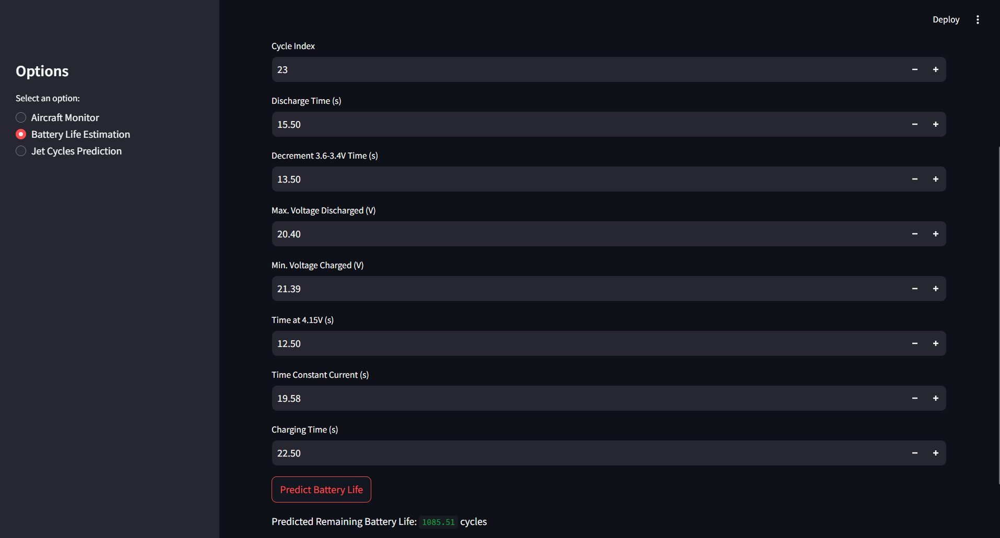 Deploy
Options
Select an option:
Aircraft Monitor
Battery Life Estimation
Jet Cycles Prediction
Cycle Index
23
Discharge Time (s)
15.50
Decrement 3.6-3.4V Time (s)
13.50
Max. Voltage Discharged (V)
20.40
Min. Voltage Charged (V)
21.39
Time at 4.15V (s)
12.50
Time Constant Current (s)
19.58
Charging Time (s)
22.50
Predict Battery Life
Predicted Remaining Battery Life: 1085.51 cycles